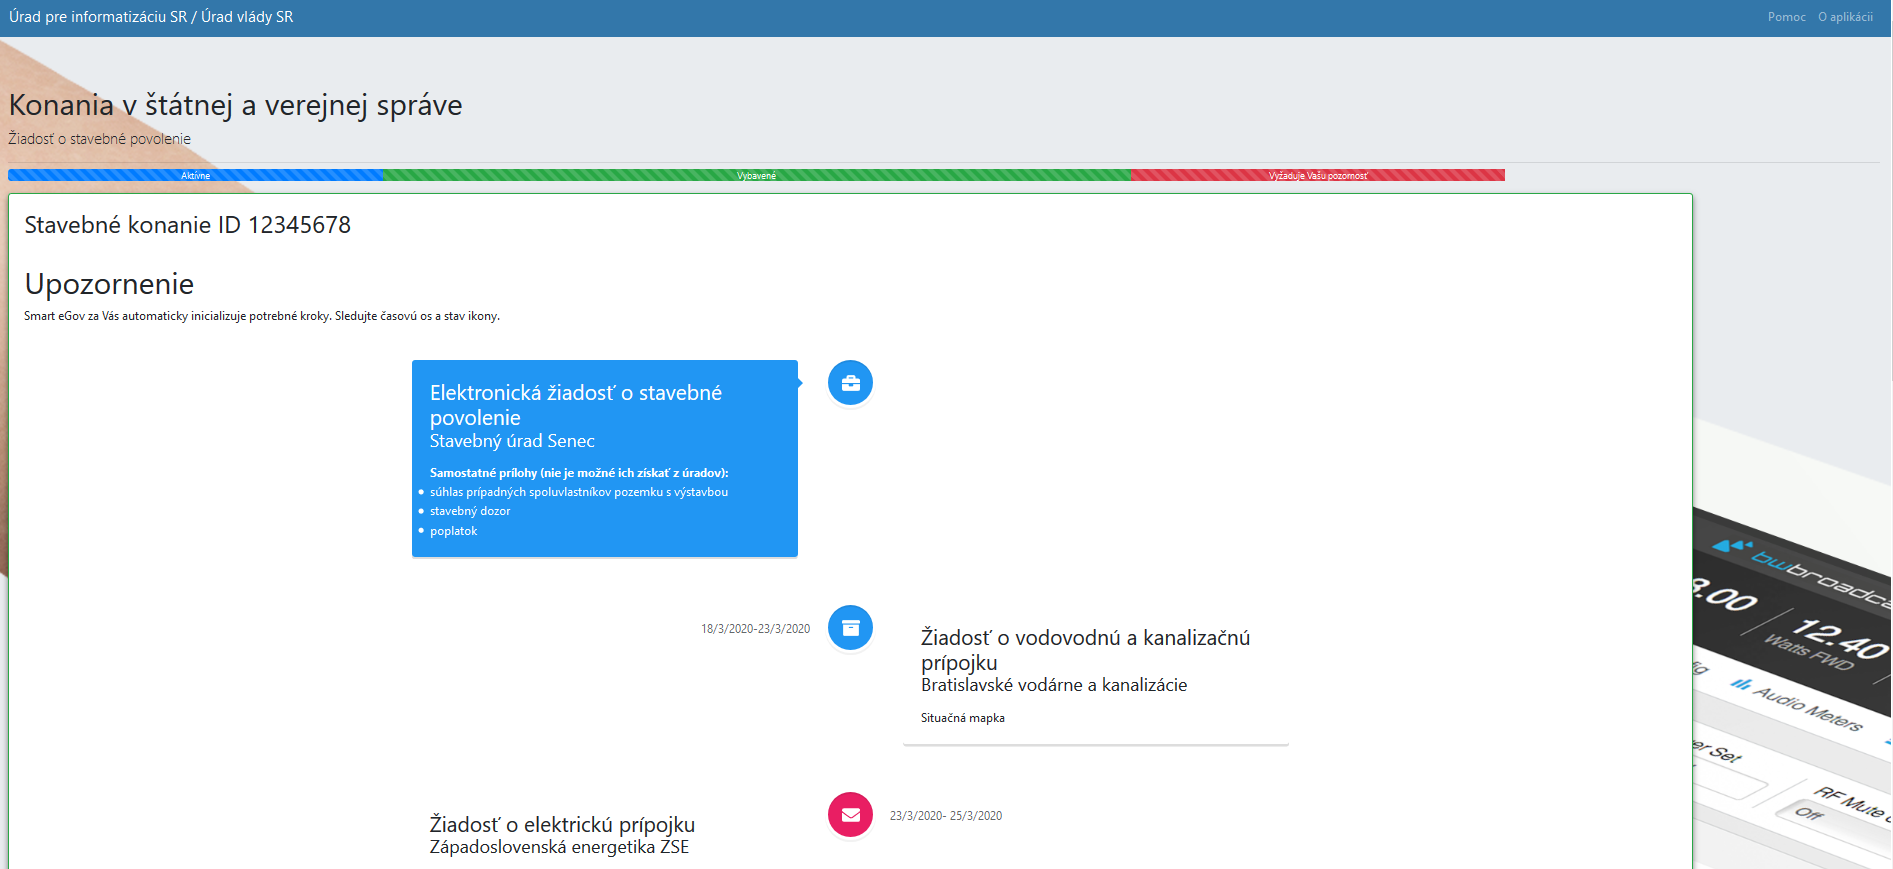 Úrad pre informatizáciu SR / Úrad vlády SR
Pomoc
O aplikácii
Konania v štátnej a verejnej správe
Žiadosť o stavebné povolenie
Aktívne
Vybavené
Vyžaduje Vašu pozornosť
Stavebné konanie ID 12345678
Upozornenie
Smart eGov za Vás automaticky inicializuje potrebné kroky. Sledujte časovú os a stav ikony.
Elektronická žiadosť o stavebné
povolenie
Stavebný úrad Senec
Samostatné prílohy (nie je možné ich získať z úradov):
súhlas prípadných spoluvlastníkov pozemku s výstavbou
stavebný dozor
poplatok
18/3/2020-23/3/2020
Žiadosť o vodovodnú a kanalizačnú
prípojku
Bratislavské vodárne a kanalizácie
Situačná mapka
23/3/2020- 25/3/2020
Žiadosť o elektrickú prípojku
Západoslovenská energetika ZSE
bwbroadca
8.00
12.40
Watts FWD
Audio Meters
Set
RF Mute
Off